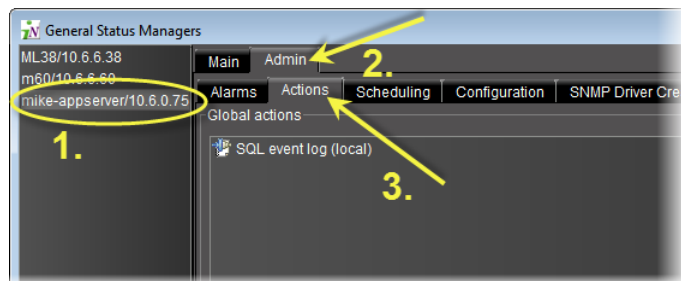 General Status Managers
ML38/10.6.6.38
m60/10.6.6.60
mike-appserver/10.6.0.75
1.
Main Admin
2.
Alarms Actions Scheduling Configuration SNMP Driver Cre
Global actions
SQL event log (local)
3.